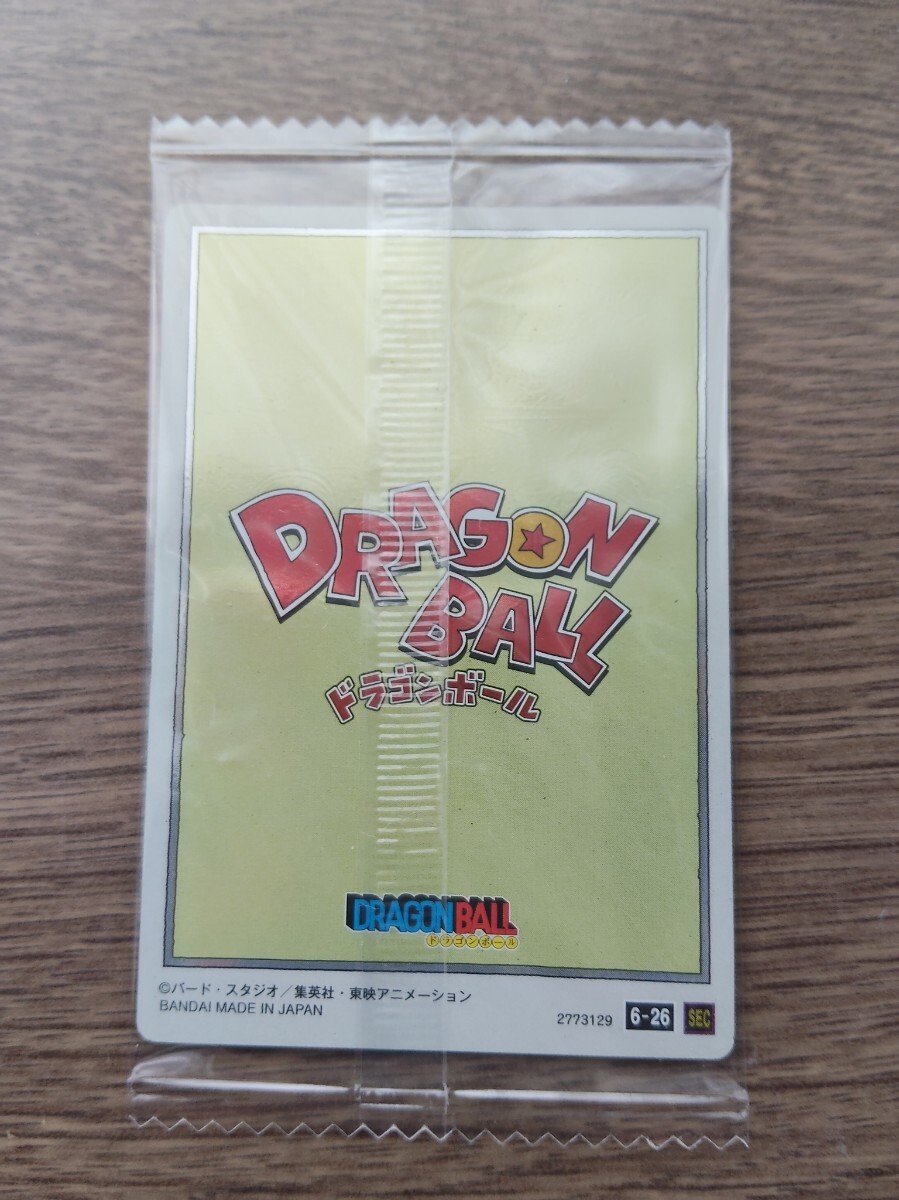 DRAGON
BALL
ドラゴンボール
DRAGON BALL
ドラゴンボール
©バード・スタジオ/集英社・東映アニメーション
BANDAI MADE IN JAPAN
2773129 6-26 SEC